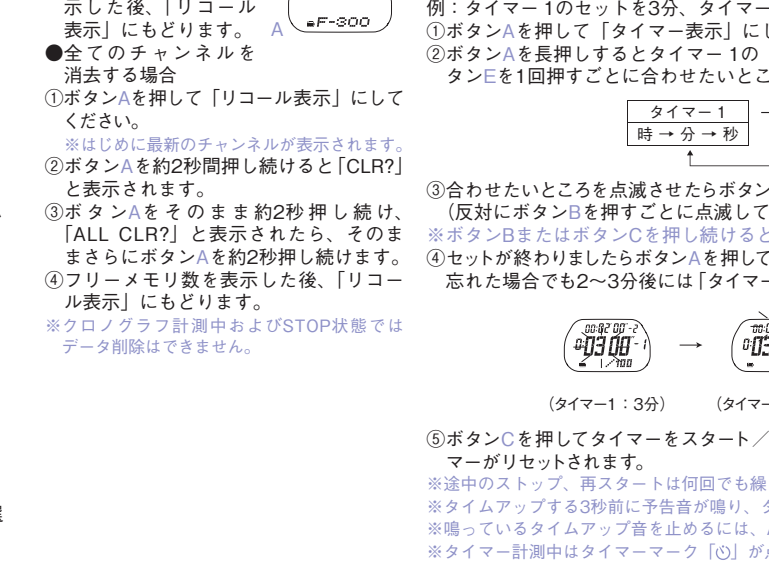 示した後、「リコール
表示」にもどります。 A
F-300
●全てのチャンネルを
消去する場合
①ボタンAを押して「リコール表示」にして
ください。
※はじめに最新のチャンネルが表示されます。
②ボタンAを約2秒間押し続けると「CLR?」
と表示されます。
③ボタンAをそのまま約2秒押し続け、
「ALL CLR?」と表示されたら、そのま
まさらにボタンAを約2秒押し続けます。
④フリーメモリ数を表示した後、「リコー
ル表示」にもどります。
※クロノグラフ計測中およびSTOP状態では
データ削除はできません。
例：タイマー 1のセットを3分、タイマー
①ボタンAを押して「タイマー表示」にし
②ボタンAを長押しするとタイマー 1の
タンEを1回押すごとに合わせたいとこ
タイマー 1
時 → 分 → 秒
③合わせたいところを点滅させたらボタン
（反対にボタンBを押すごとに点滅して
※ボタンBまたはボタンCを押し続けると
④セットが終わりましたらボタンAを押して
忘れた場合でも2〜3分後には「タイマー
00:02'00"-2
0:03'00"-1
1/100
→
（タイマー1：3分） （タイマー
⑤ボタンCを押してタイマーをスタート／
マーがリセットされます。
※途中のストップ、再スタートは何回でも繰
※タイムアップする3秒前に予告音が鳴り、タ
※鳴っているタイムアップ音を止めるには、
※タイマー計測中はタイマーマーク「」が